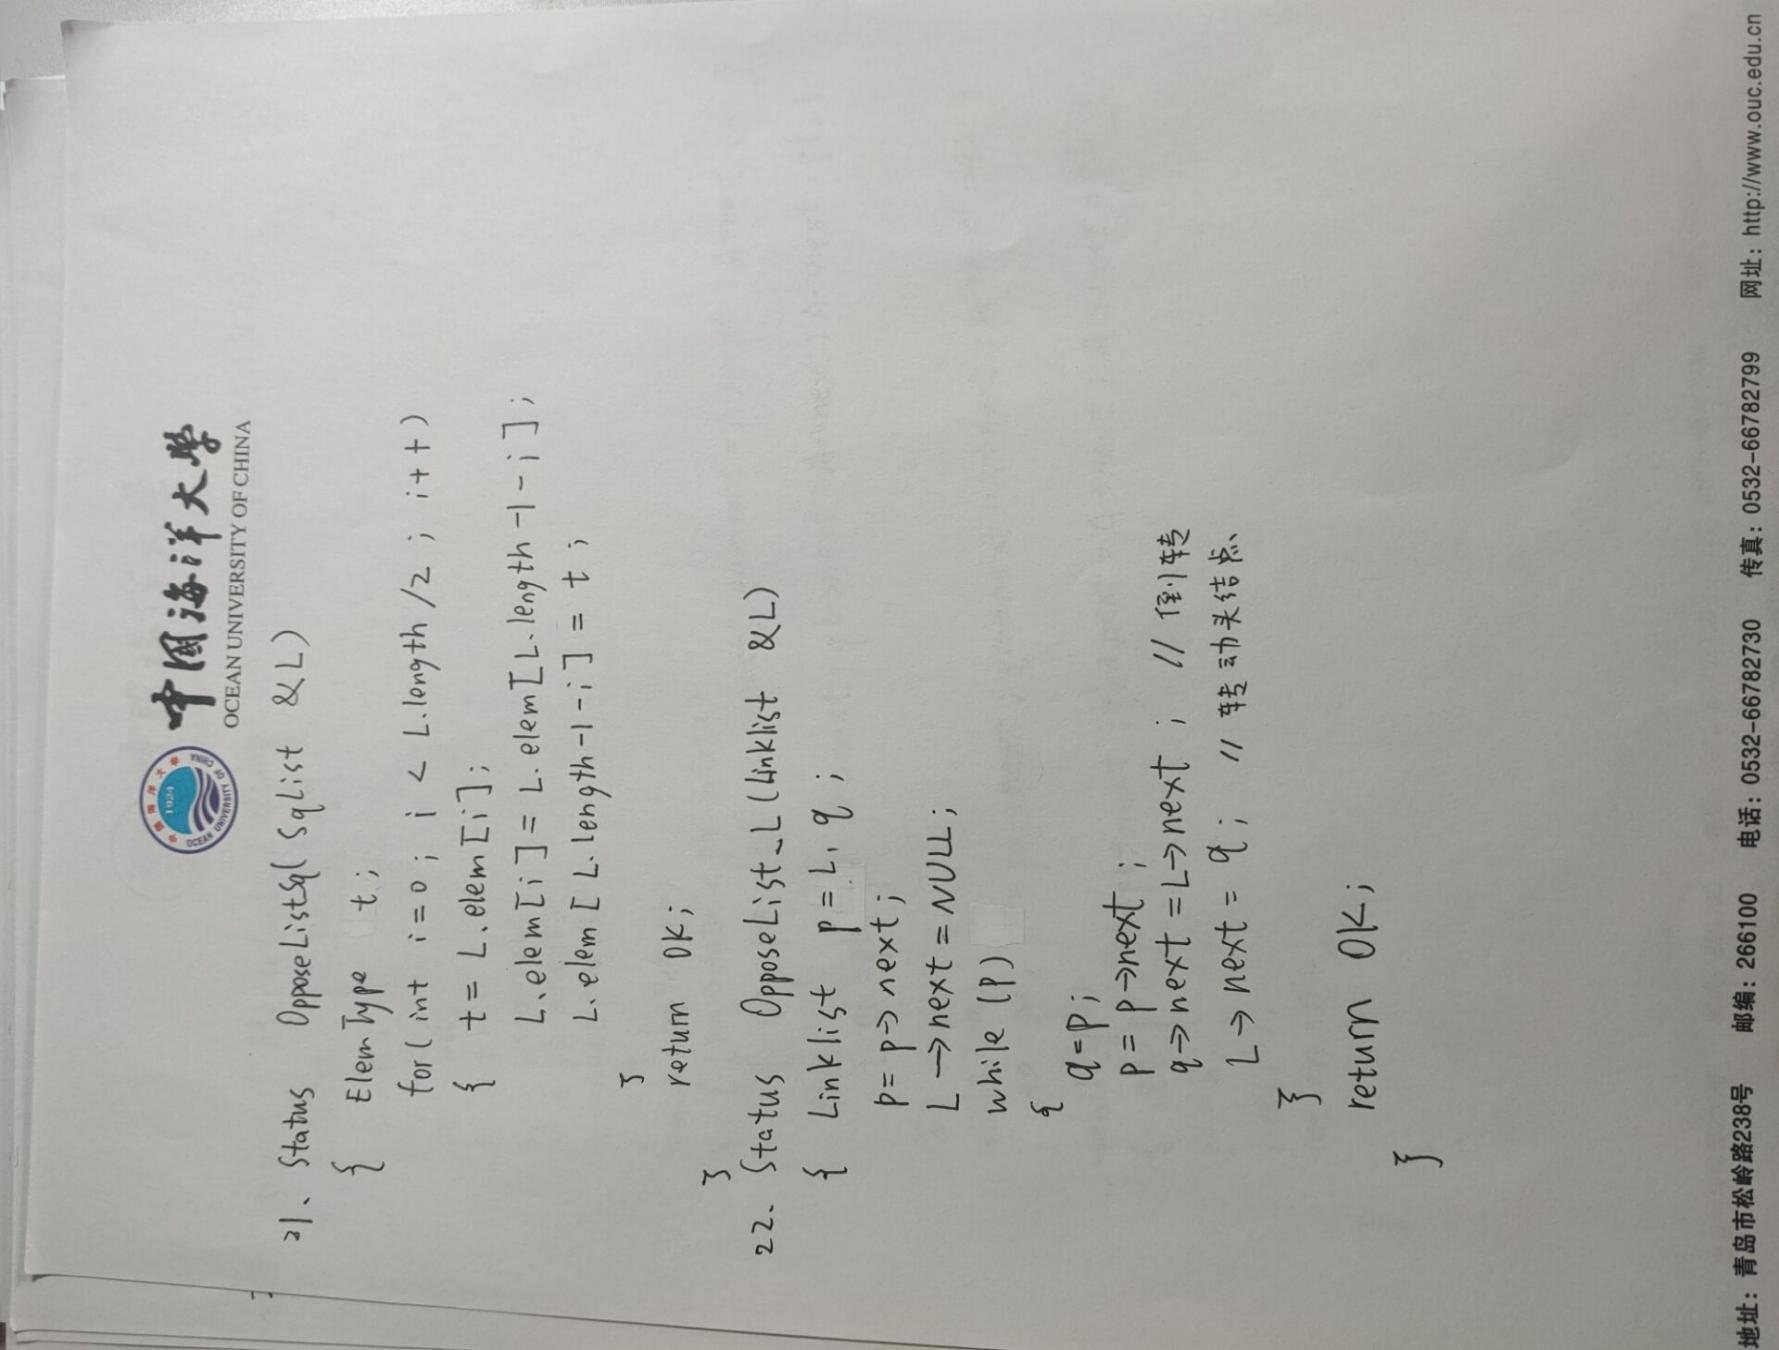 中国海洋大学
OCEAN UNIVERSITY OF CHINA
21、Status OpposeListSq(SqList &L)
{ ElemType t;
for(int i=0; i < L.length/2; i++)
{ t=L.elem[i];
L.elem[i]=L.elem[L.length-1-i];
L.elem[L.length-1-i]=t;
}
return OK;
}
22、Status OpposeList_L(Linklist &L)
{ Linklist p=L, q;
p=p->next;
L->next=NULL;
while(p)
{
q=p;
p=p->next;
q->next=L->next; //倒转
L->next=q; //转动头结点
}
return OK;
}
地址：青岛市松岭路238号 邮编：266100 电话：0532-66782730 传真：0532-66782799 网址：http://www.ouc.edu.cn